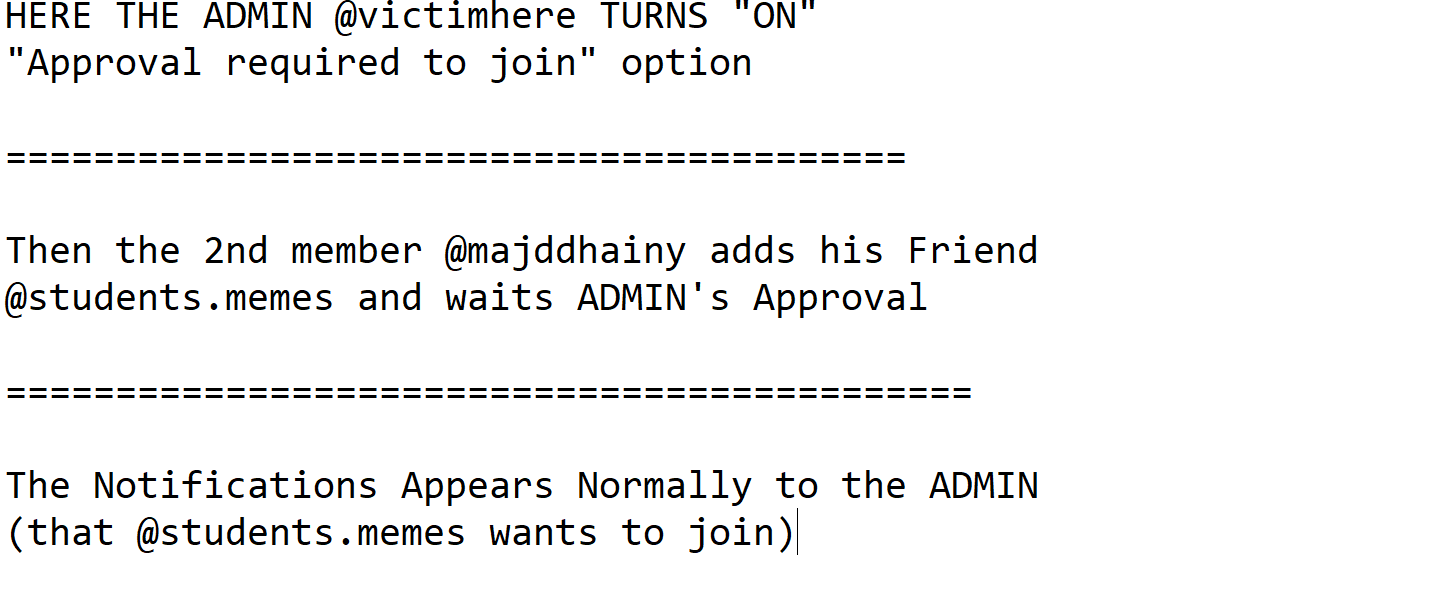 HERE THE ADMIN @victimhere TURNS "ON"
"Approval required to join" option
=========================================
Then the 2nd member @majddhainy adds his Friend
@students.memes and waits ADMIN's Approval
============================================
The Notifications Appears Normally to the ADMIN
(that @students.memes wants to join)